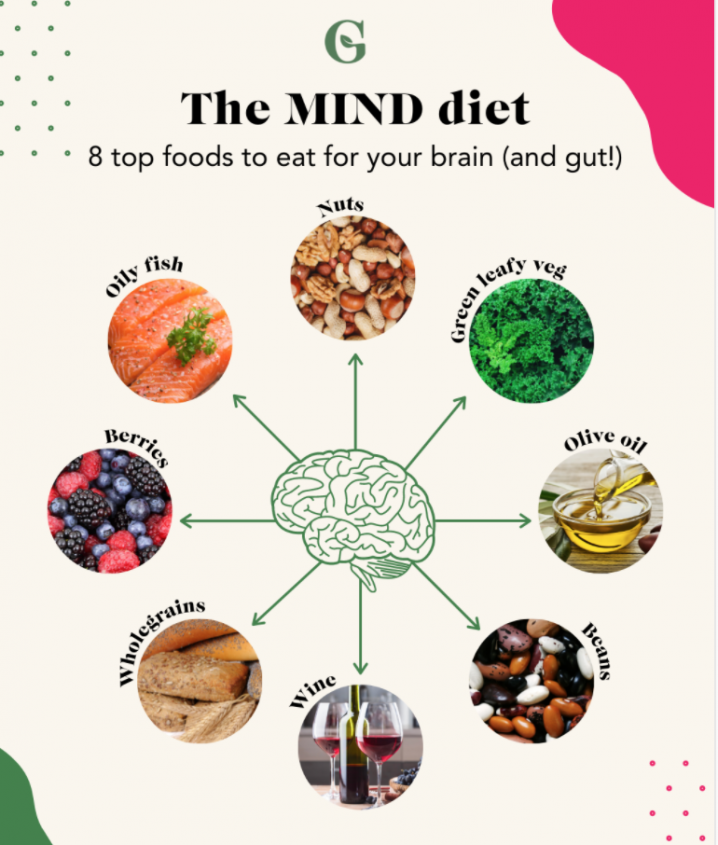 G
The MIND diet
8 top foods to eat for your brain (and gut!)
Nuts
Oily fish
Green leafy veg
Berries
Olive oil
Wholegrains
Beans
Wine